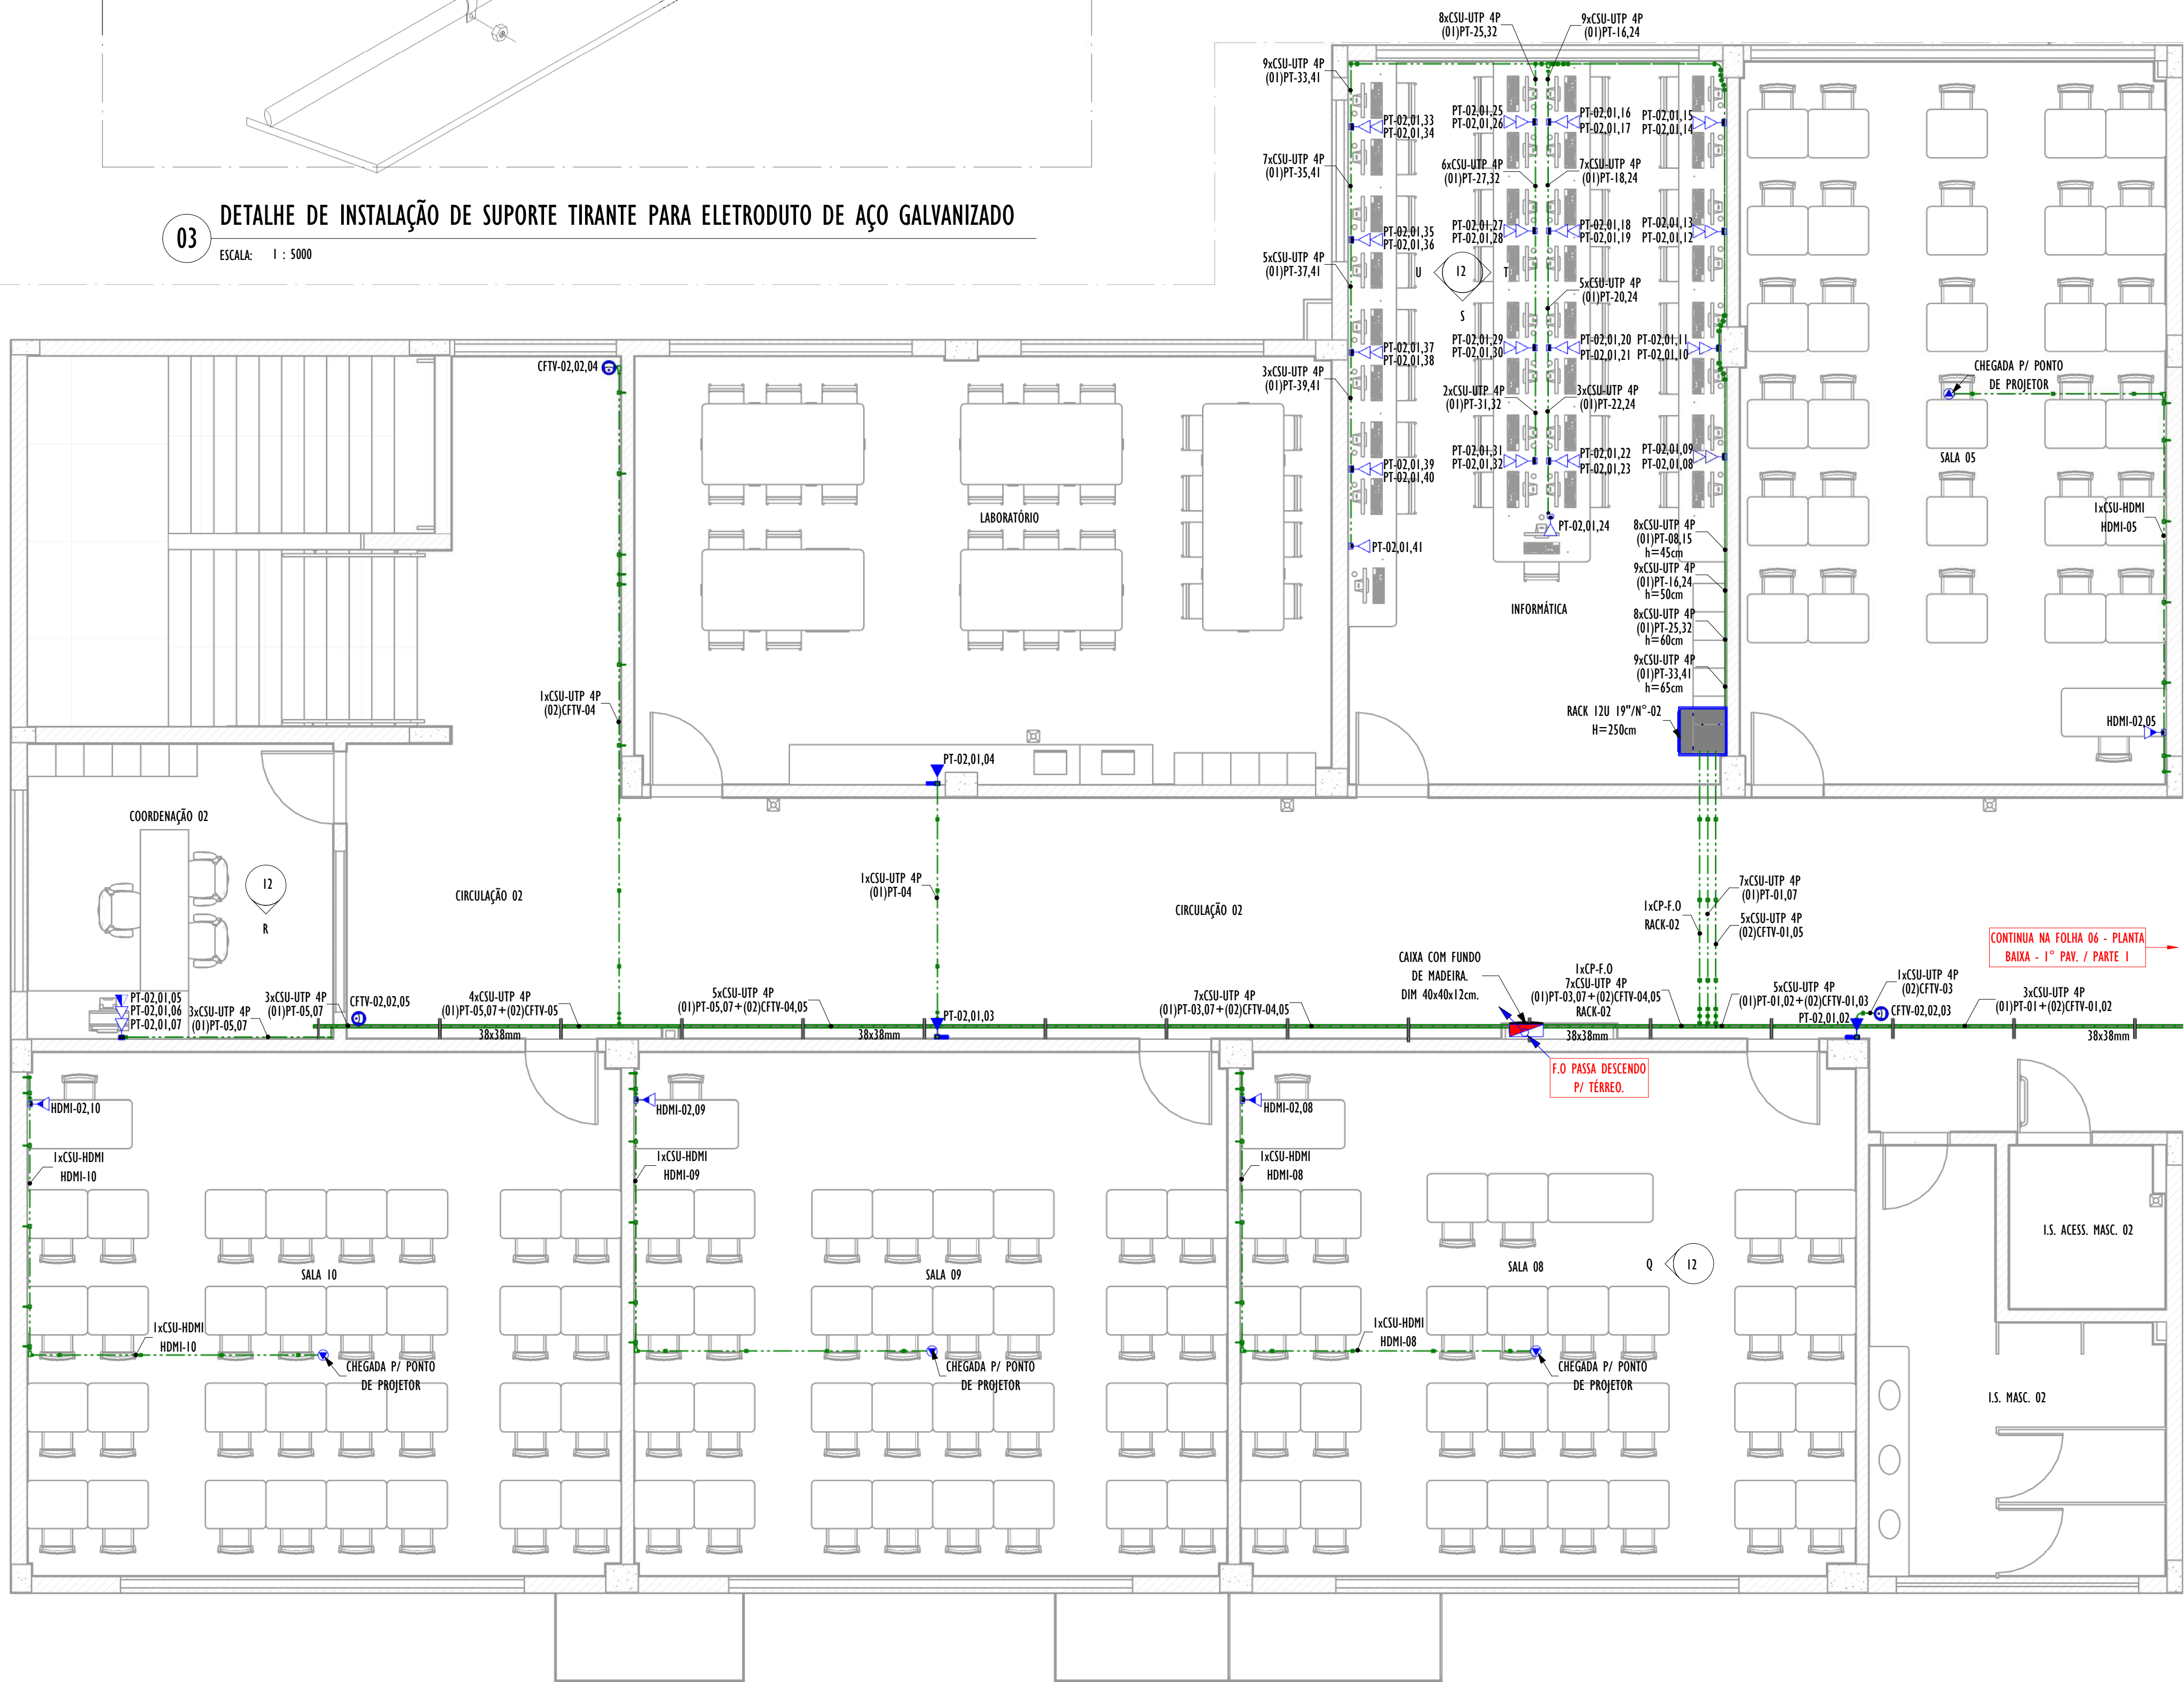 03
DETALHE DE INSTALAÇÃO DE SUPORTE TIRANTE PARA ELETRODUTO DE AÇO GALVANIZADO
ESCALA: 1 : 5000
8xCSU-UTP 4P
(01)PT-25,32
9xCSU-UTP 4P
(01)PT-16,24
9xCSU-UTP 4P
(01)PT-33,41
PT-02,01,33
PT-02,01,34
PT-02,01,25
PT-02,01,26
PT-02,01,16
PT-02,01,17
PT-02,01,15
PT-02,01,14
7xCSU-UTP 4P
(01)PT-35,41
6xCSU-UTP 4P
(01)PT-27,32
7xCSU-UTP 4P
(01)PT-18,24
PT-02,01,35
PT-02,01,36
PT-02,01,27
PT-02,01,28
PT-02,01,18
PT-02,01,19
PT-02,01,13
PT-02,01,12
5xCSU-UTP 4P
(01)PT-37,41
U
12
T
S
5xCSU-UTP 4P
(01)PT-20,24
PT-02,01,37
PT-02,01,38
PT-02,01,29
PT-02,01,30
PT-02,01,20
PT-02,01,21
PT-02,01,11
PT-02,01,10
3xCSU-UTP 4P
(01)PT-39,41
2xCSU-UTP 4P
(01)PT-31,32
3xCSU-UTP 4P
(01)PT-22,24
PT-02,01,39
PT-02,01,40
PT-02,01,31
PT-02,01,32
PT-02,01,22
PT-02,01,23
PT-02,01,09
PT-02,01,08
PT-02,01,41
PT-02,01,24
8xCSU-UTP 4P
(01)PT-08,15
h=45cm
9xCSU-UTP 4P
(01)PT-16,24
h=50cm
8xCSU-UTP 4P
(01)PT-25,32
h=60cm
9xCSU-UTP 4P
(01)PT-33,41
h=65cm
INFORMÁTICA
RACK 12U 19"/N°-02
H=250cm
CHEGADA P/ PONTO
DE PROJETOR
SALA 05
1xCSU-HDMI
HDMI-05
HDMI-02,05
CFTV-02,02,04
LABORATÓRIO
1xCSU-UTP 4P
(02)CFTV-04
PT-02,01,04
COORDENAÇÃO 02
12
R
CIRCULAÇÃO 02
1xCSU-UTP 4P
(01)PT-04
CIRCULAÇÃO 02
1xCP-F.O
RACK-02
7xCSU-UTP 4P
(01)PT-01,07
5xCSU-UTP 4P
(02)CFTV-01,05
CONTINUA NA FOLHA 06 - PLANTA
BAIXA - 1° PAV. / PARTE 1
PT-02,01,05
PT-02,01,06
PT-02,01,07
3xCSU-UTP 4P
(01)PT-05,07
3xCSU-UTP 4P
(01)PT-05,07
CFTV-02,02,05
4xCSU-UTP 4P
(01)PT-05,07+(02)CFTV-05
38x38mm
5xCSU-UTP 4P
(01)PT-05,07+(02)CFTV-04,05
38x38mm
PT-02,01,03
7xCSU-UTP 4P
(01)PT-03,07+(02)CFTV-04,05
CAIXA COM FUNDO
DE MADEIRA.
DIM 40x40x12cm.
1xCP-F.O
7xCSU-UTP 4P
(01)PT-03,07+(02)CFTV-04,05
RACK-02
38x38mm
5xCSU-UTP 4P
(01)PT-01,02+(02)CFTV-01,03
PT-02,01,02
1xCSU-UTP 4P
(02)CFTV-03
CFTV-02,02,03
3xCSU-UTP 4P
(01)PT-01+(02)CFTV-01,02
38x38mm
F.O PASSA DESCENDO
P/ TÉRREO.
HDMI-02,10
HDMI-02,09
HDMI-02,08
1xCSU-HDMI
HDMI-10
1xCSU-HDMI
HDMI-09
1xCSU-HDMI
HDMI-08
SALA 10
SALA 09
SALA 08
Q
12
I.S. ACESS. MASC. 02
1xCSU-HDMI
HDMI-10
CHEGADA P/ PONTO
DE PROJETOR
CHEGADA P/ PONTO
DE PROJETOR
1xCSU-HDMI
HDMI-08
CHEGADA P/ PONTO
DE PROJETOR
I.S. MASC. 02